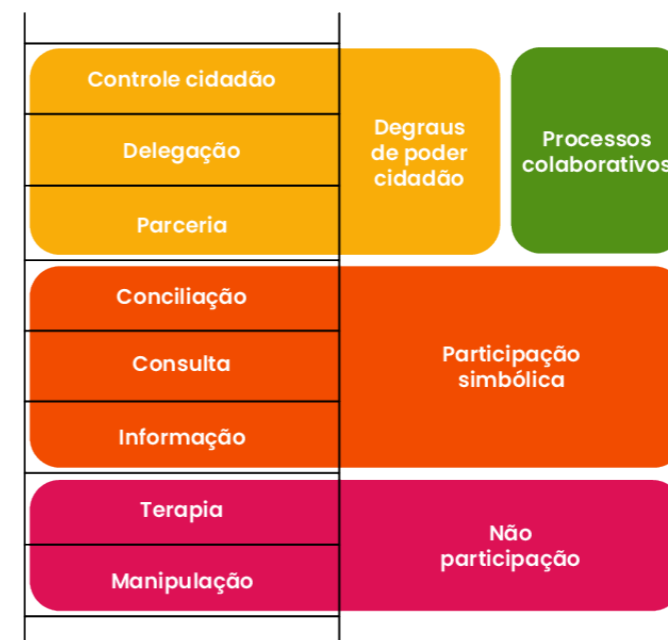 Controle cidadão
Delegação
Parceria
Degraus
de poder
cidadão
Processos
colaborativos
Conciliação
Consulta
Informação
Participação
simbólica
Terapia
Manipulação
Não
participação